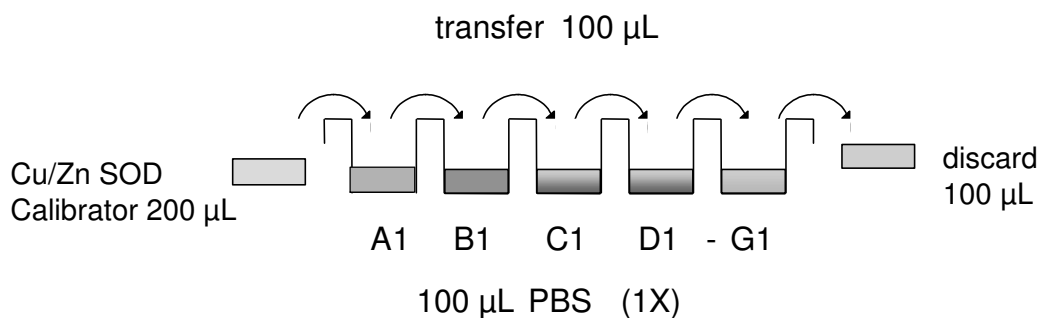 transfer 100 µL
Cu/Zn SOD
Calibrator 200 µL
discard
100 µL
A1 B1 C1 D1 - G1
100 µL PBS (1X)